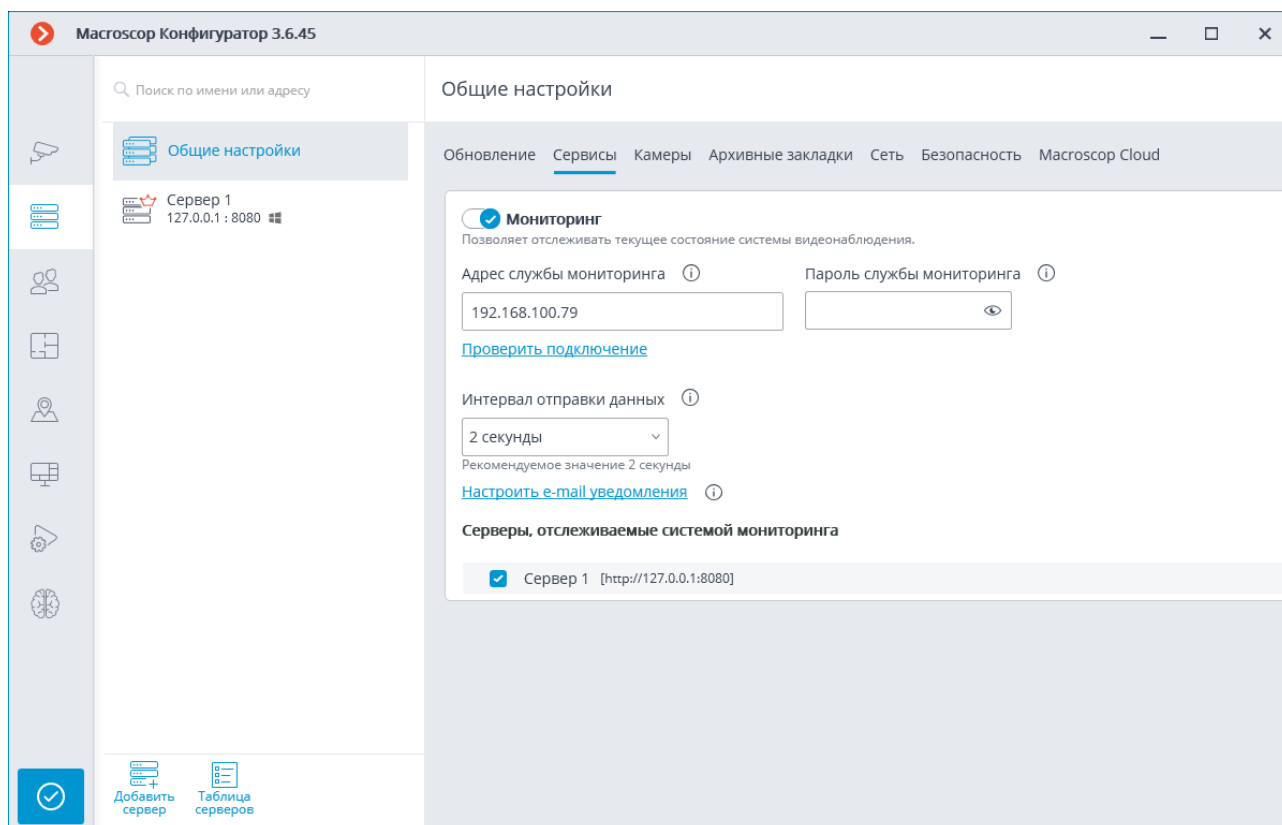 Macroscop Конфигуратор 3.6.45
Поиск по имени или адресу
Общие настройки
Сервер 1
127.0.0.1 : 8080
Добавить
сервер
Таблица
серверов
Общие настройки
Обновление Сервисы Камеры Архивные закладки Сеть Безопасность Macroscop Cloud
Мониторинг
Позволяет отслеживать текущее состояние системы видеонаблюдения.
Адрес службы мониторинга Пароль службы мониторинга
192.168.100.79
Проверить подключение
Интервал отправки данных
2 секунды
Рекомендуемое значение 2 секунды
Настроить e-mail уведомления
Серверы, отслеживаемые системой мониторинга
Сервер 1 [http://127.0.0.1:8080]